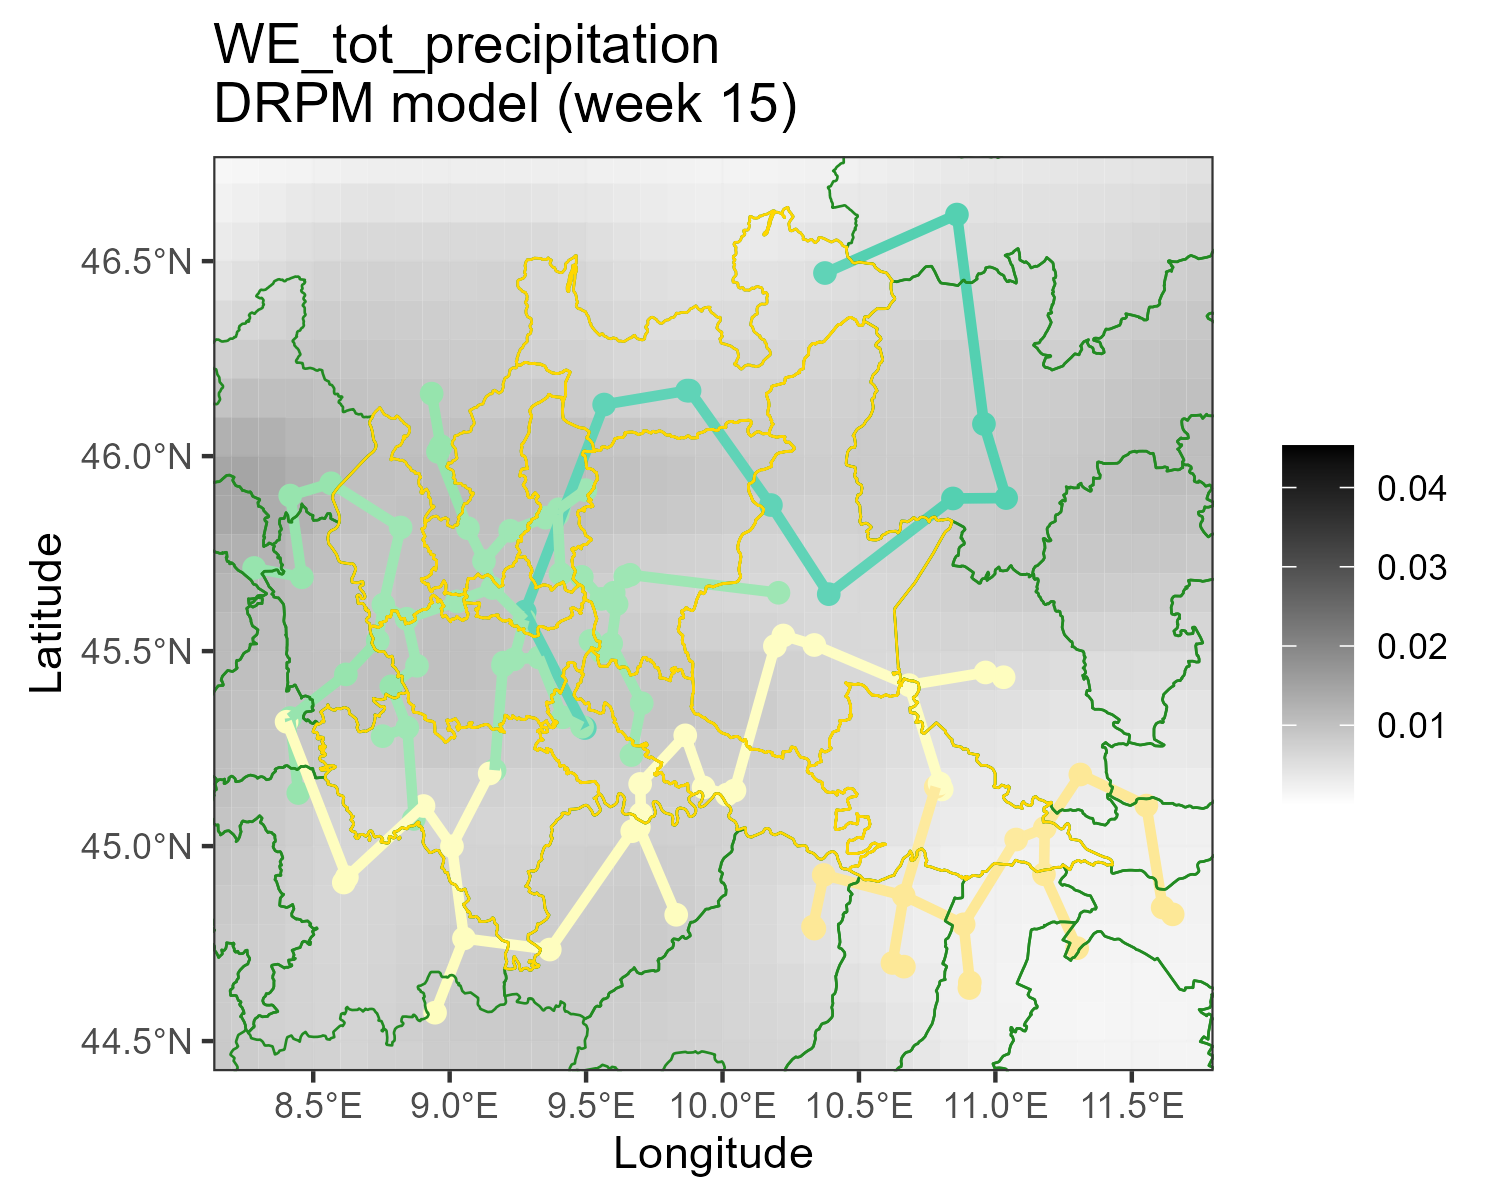 WE_tot_precipitation
DRPM model (week 15)
46.5°N
46.0°N
45.5°N
45.0°N
44.5°N
Latitude
8.5°E 9.0°E 9.5°E 10.0°E 10.5°E 11.0°E 11.5°E
Longitude
0.04
0.03
0.02
0.01